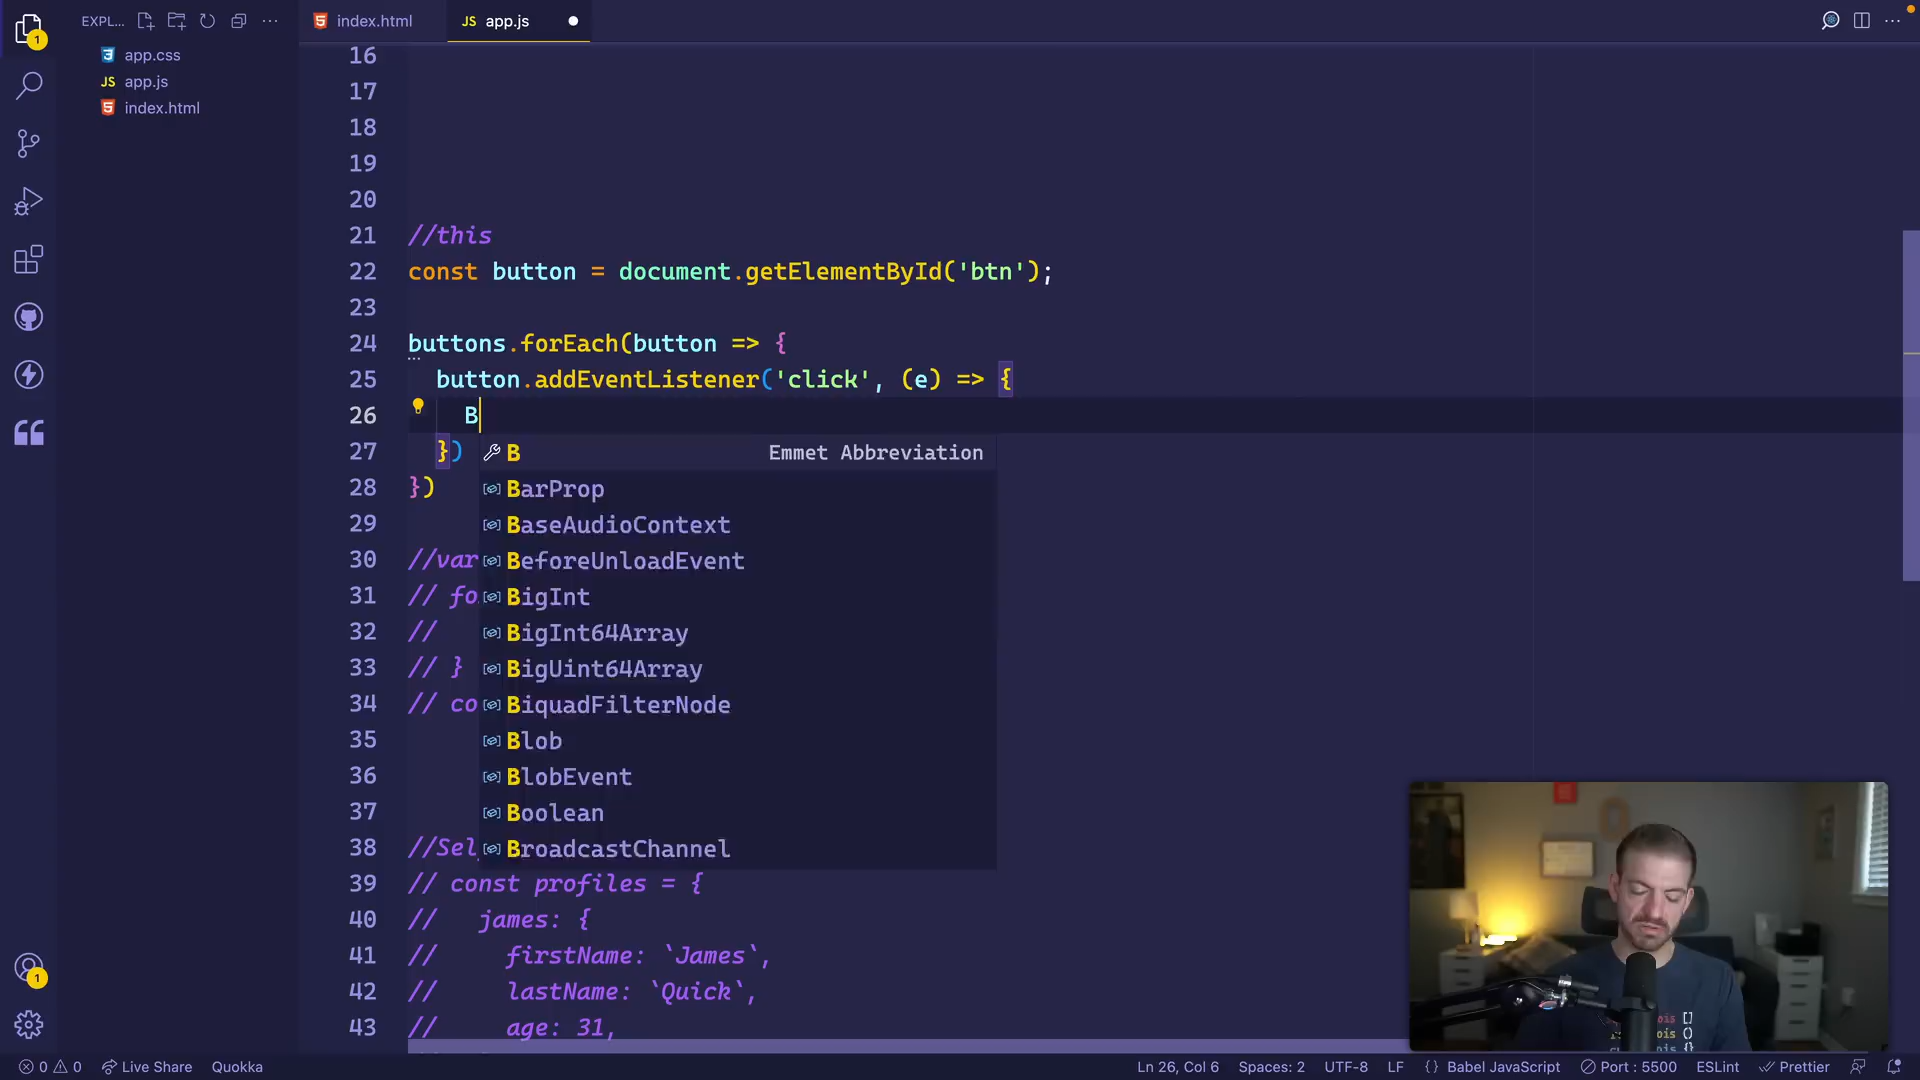 EXPL...
index.html
JS app.js
1
app.css
JS app.js
index.html
16
17
18
19
20
21 //this
22 const button = document.getElementById('btn');
23
24 buttons.forEach(button => {
25 button.addEventListener('click', (e) => {
26 B
27 })
28 })
29
30 //var
31 // fo
32 //
33 // }
34 // co
35
36
37
38 //Sel
39 // const profiles = {
40 // james: {
41 // firstName: `James`,
42 // lastName: `Quick`,
43 // age: 31,
B Emmet Abbreviation
BarProp
BaseAudioContext
BeforeUnloadEvent
BigInt
BigInt64Array
BigUint64Array
BiquadFilterNode
Blob
BlobEvent
Boolean
BroadcastChannel
1
0 0 Live Share Quokka
Ln 26, Col 6 Spaces: 2 UTF-8 LF {} Babel JavaScript Port : 5500 ESLint Prettier